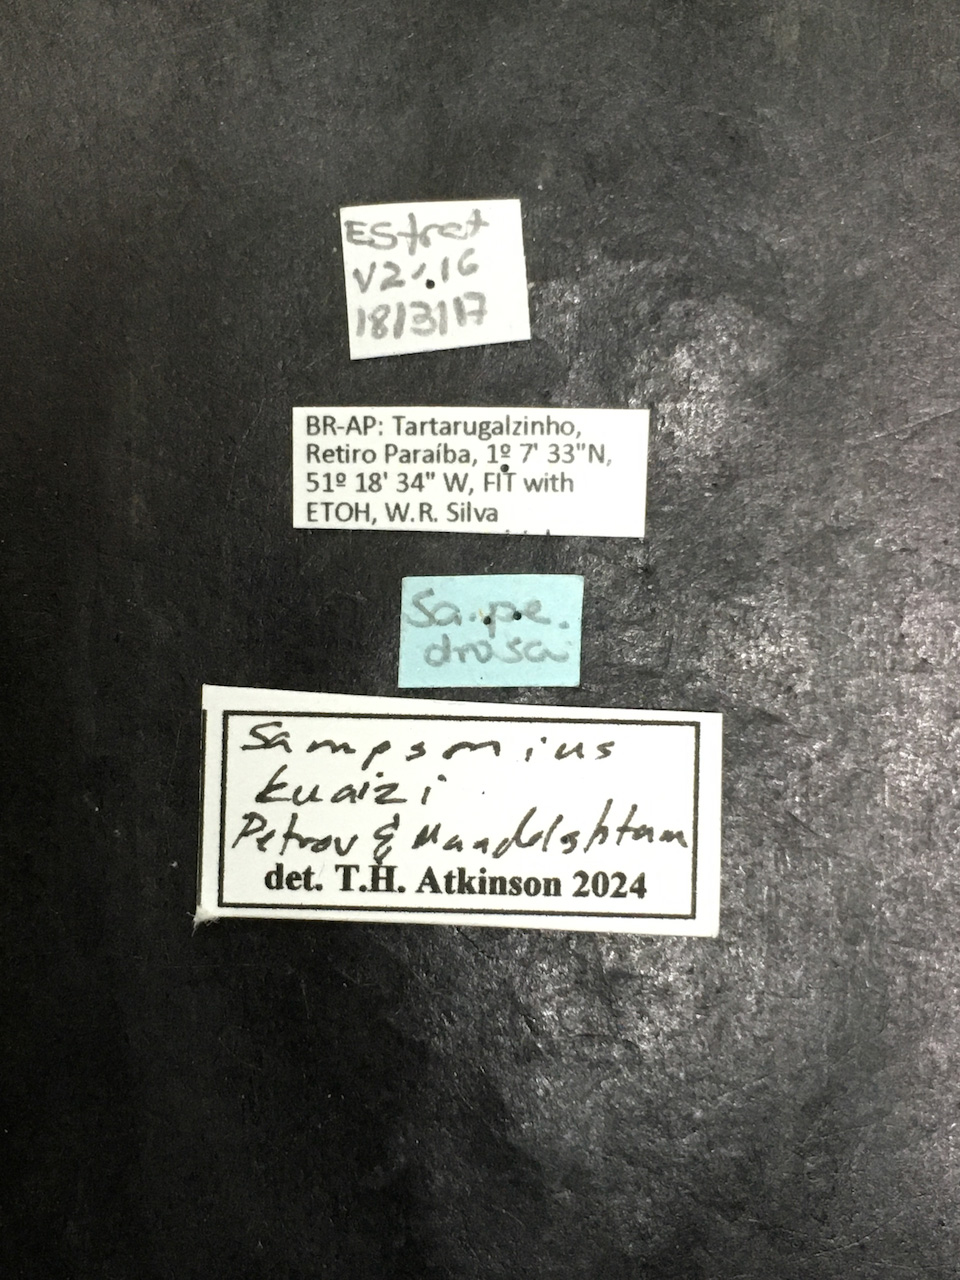 EStrat
V2 .16
18/3/17
BR-AP: Tartarugalzinho,
Retiro Paraíba, 1º 7' 33"N,
51º 18' 34" W, FIT with
ETOH, W.R. Silva
Sa.pe.
drosai
Sampsonius
kuaizi
Petrov & Mandelshtam
det. T.H. Atkinson 2024